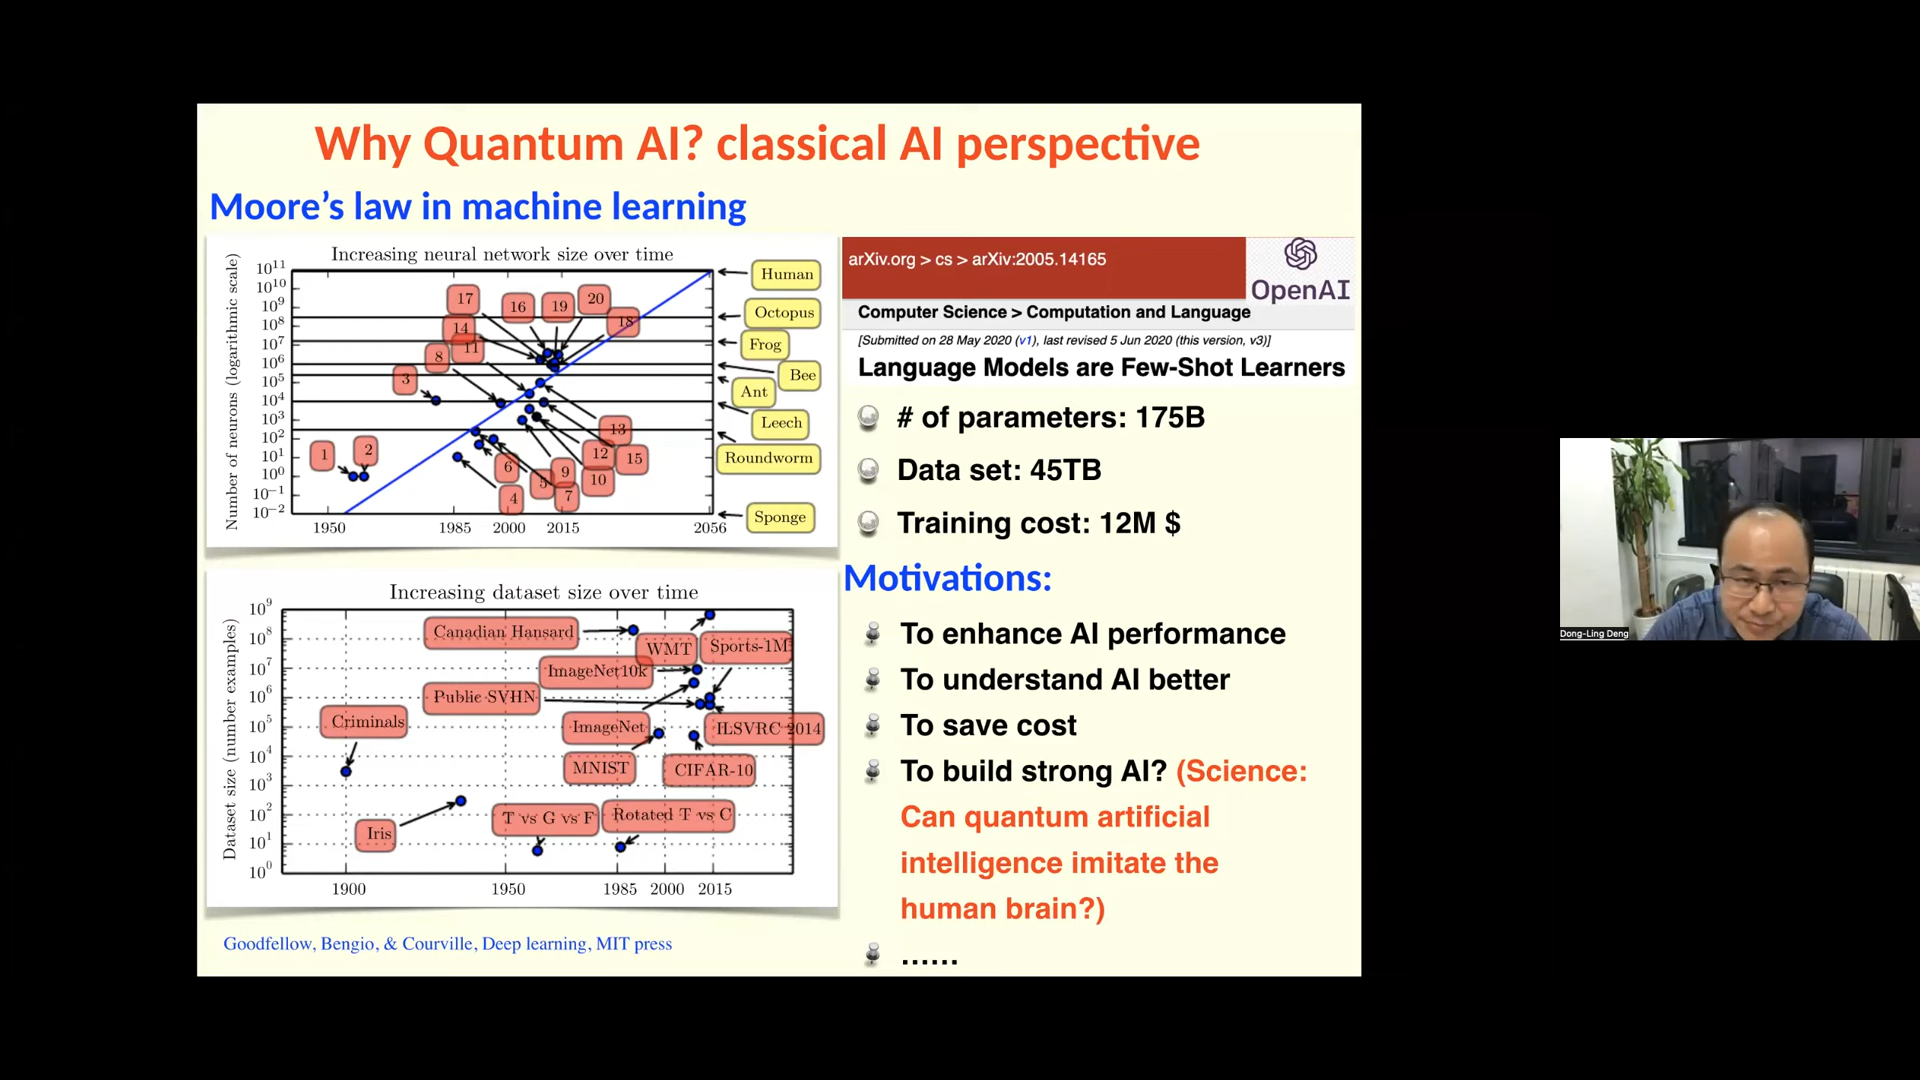 Why Quantum AI? classical AI perspective
Moore's law in machine learning
Increasing neural network size over time
Number of neurons (logarithmic scale)
10^11
10^10
10^9
10^8
10^7
10^6
10^5
10^4
10^3
10^2
10^1
10^0
10^−1
10^−2
1950
1985
2000
2015
2056
17
16
19
20
18
14
11
8
3
1
2
13
12
15
6
9
5
10
4
7
Human
Octopus
Frog
Bee
Ant
Leech
Roundworm
Sponge
Increasing dataset size over time
Dataset size (number examples)
10^9
10^8
10^7
10^6
10^5
10^4
10^3
10^2
10^1
10^0
1900
1950
1985
2000
2015
Canadian Hansard
WMT
Sports-1M
ImageNet10k
Public SVHN
Criminals
ImageNet
ILSVRC 2014
MNIST
CIFAR-10
Iris
T vs G vs F
Rotated T vs C
Goodfellow, Bengio, & Courville, Deep learning, MIT press
arXiv.org > cs > arXiv:2005.14165
OpenAI
Computer Science > Computation and Language
[Submitted on 28 May 2020 (v1), last revised 5 Jun 2020 (this version, v3)]
Language Models are Few-Shot Learners
# of parameters: 175B
Data set: 45TB
Training cost: 12M $
Motivations:
To enhance AI performance
To understand AI better
To save cost
To build strong AI? (Science:
Can quantum artificial
intelligence imitate the
human brain?)
......
Dong-Ling Deng